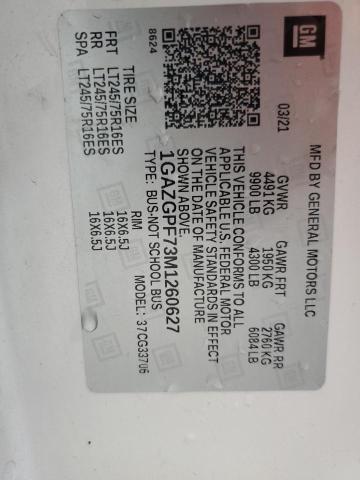 GM
MFD BY GENERAL MOTORS LLC
03/21 GVWR GAWR FRT GAWR RR
4491 KG 1950 KG 2760 KG
9900 LB 4300 LB 6084 LB
THIS VEHICLE CONFORMS TO ALL
APPLICABLE U.S. FEDERAL MOTOR
VEHICLE SAFETY STANDARDS IN EFFECT
ON THE DATE OF MANUFACTURE
SHOWN ABOVE.
1GAZGPF73M1260627
TYPE: BUS-NOT SCHOOL BUS MODEL: 37CG33706
8624
TIRE SIZE RIM
FRT LT245/75R16ES 16X6.5J
RR LT245/75R16ES 16X6.5J
SPA LT245/75R16ES 16X6.5J